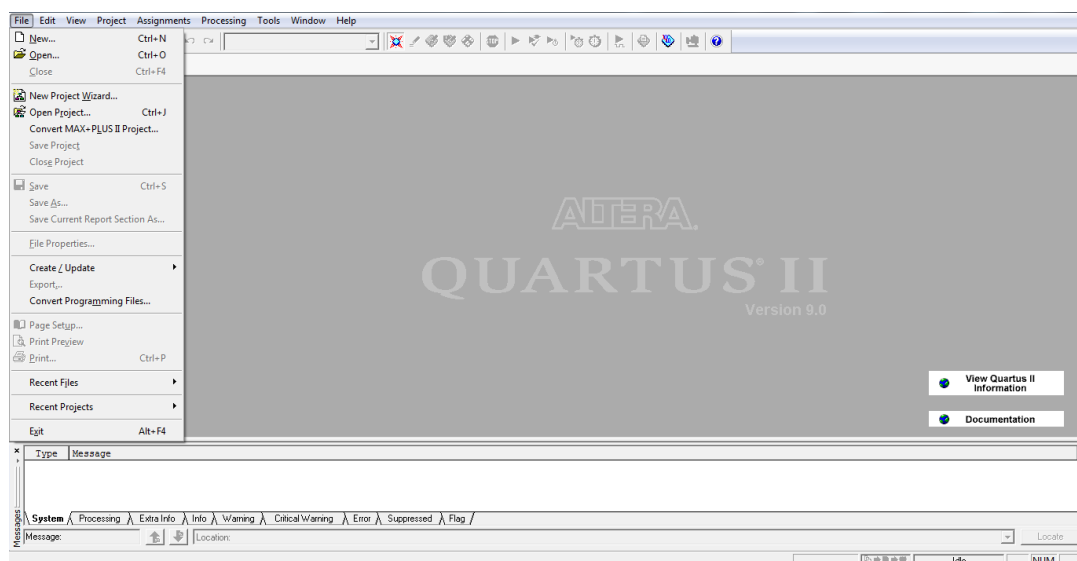 File Edit View Project Assignments Processing Tools Window Help
New... Ctrl+N
Open... Ctrl+O
Close Ctrl+F4
New Project Wizard...
Open Project... Ctrl+J
Convert MAX+PLUS II Project...
Save Project
Close Project
Save Ctrl+S
Save As...
Save Current Report Section As...
File Properties...
Create / Update
Export...
Convert Programming Files...
Page Setup...
Print Preview
Print... Ctrl+P
Recent Files
Recent Projects
Exit Alt+F4
ALTERA.
QUARTUS® II
Version 9.0
View Quartus II
Information
Documentation
Type Message
System Processing Extra Info Info Warning Critical Warning Error Suppressed Flag
Messages
Message: Location: Locate
Idle NUM